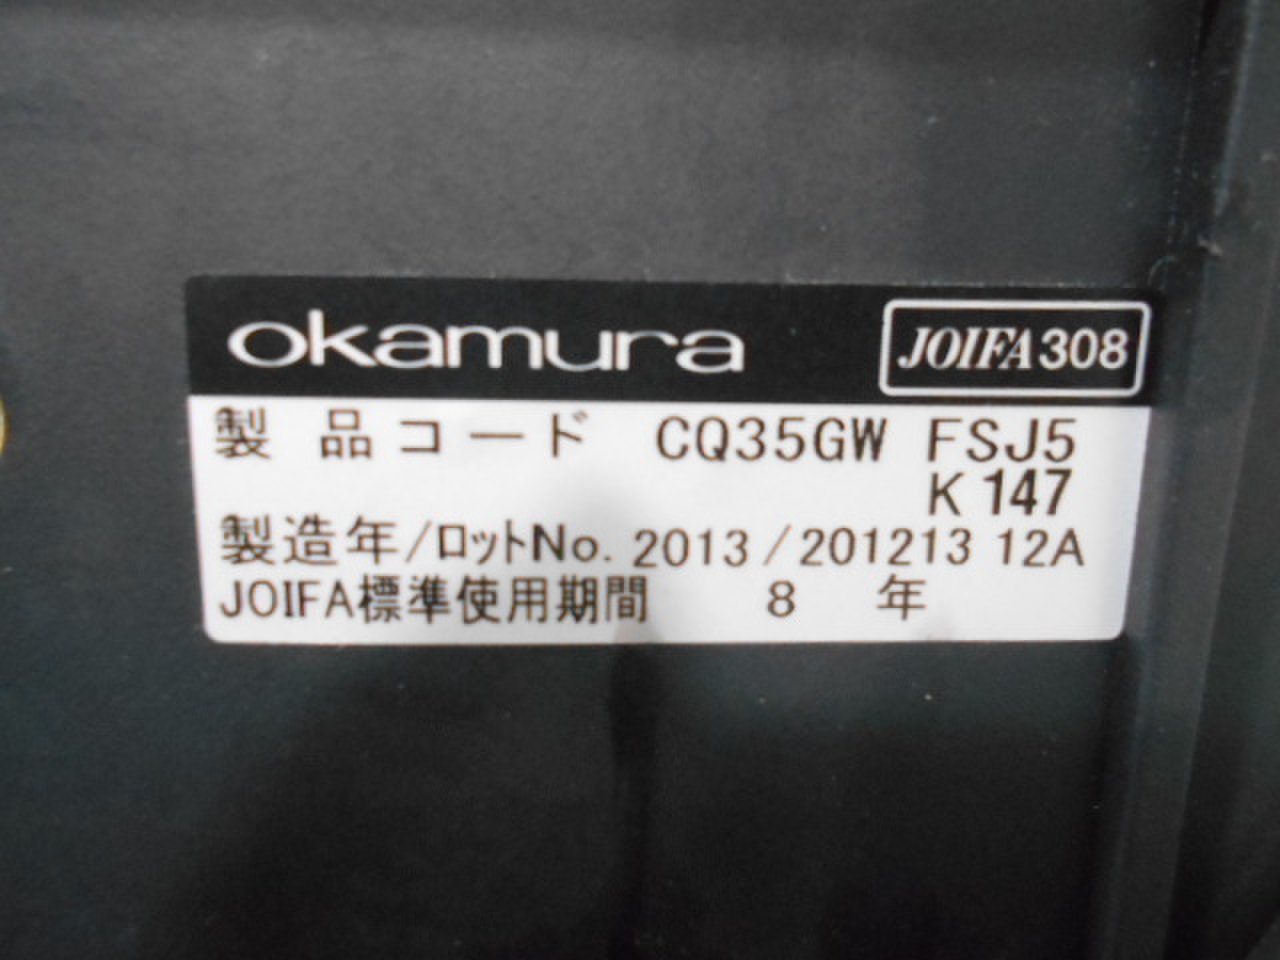 okamura JOIFA308
製品コード CQ35GW FSJ5
K147
製造年/ロットNo. 2013/201213 12A
JOIFA標準使用期間 8 年